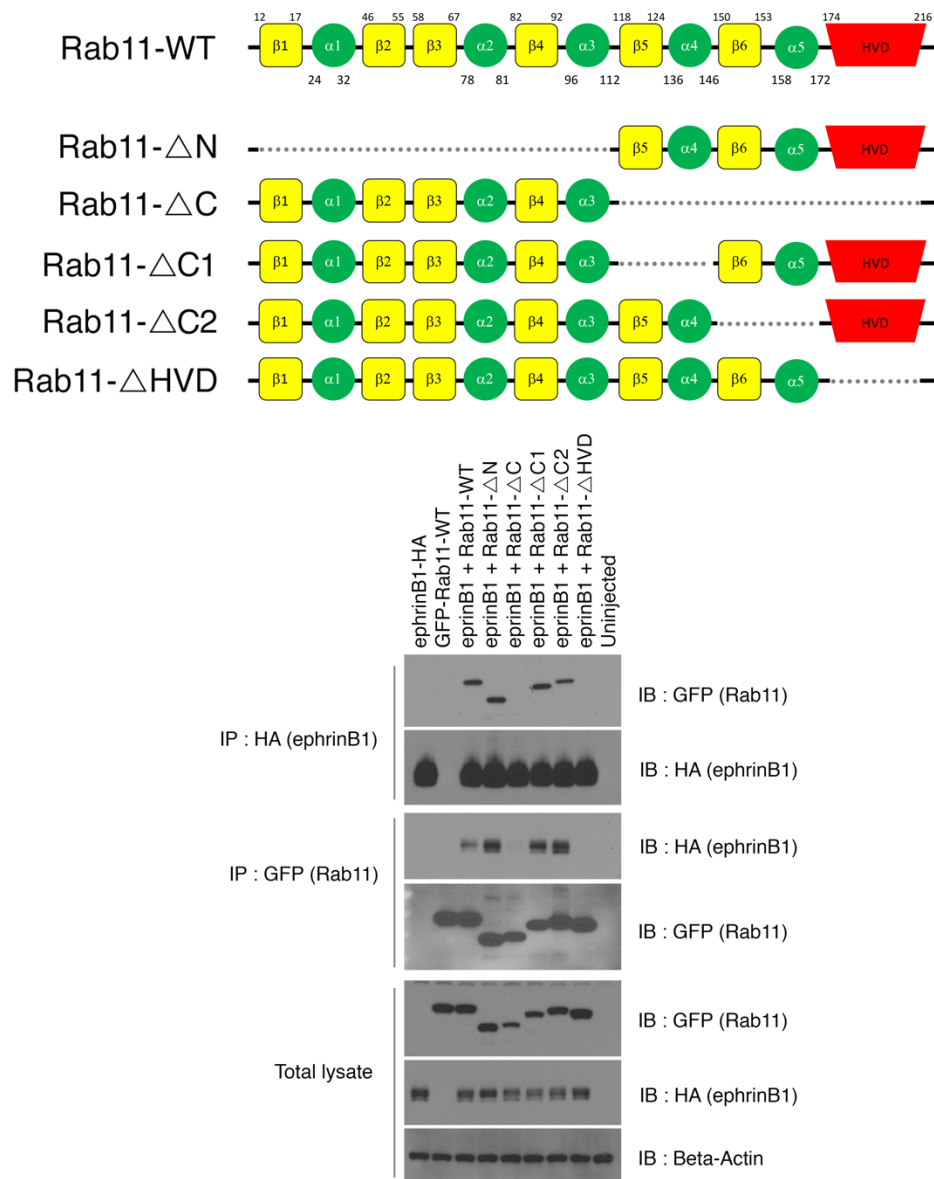 12 17 46 55 58 67 82 92 118 124 150 153 174 216
Rab11-WT β1 α1 β2 β3 α2 β4 α3 β5 α4 β6 α5 HVD
24 32 78 81 96 112 136 146 158 172
Rab11-△N β5 α4 β6 α5 HVD
Rab11-△C β1 α1 β2 β3 α2 β4 α3
Rab11-△C1 β1 α1 β2 β3 α2 β4 α3 β6 α5 HVD
Rab11-△C2 β1 α1 β2 β3 α2 β4 α3 β5 α4 HVD
Rab11-△HVD β1 α1 β2 β3 α2 β4 α3 β5 α4 β6 α5
ephrinB1-HA
GFP-Rab11-WT
eprinB1 + Rab11-WT
eprinB1 + Rab11-△N
eprinB1 + Rab11-△C
eprinB1 + Rab11-△C1
eprinB1 + Rab11-△C2
eprinB1 + Rab11-△HVD
Uninjected
IP : HA (ephrinB1)
IB : GFP (Rab11)
IB : HA (ephrinB1)
IP : GFP (Rab11)
IB : HA (ephrinB1)
IB : GFP (Rab11)
Total lysate
IB : GFP (Rab11)
IB : HA (ephrinB1)
IB : Beta-Actin